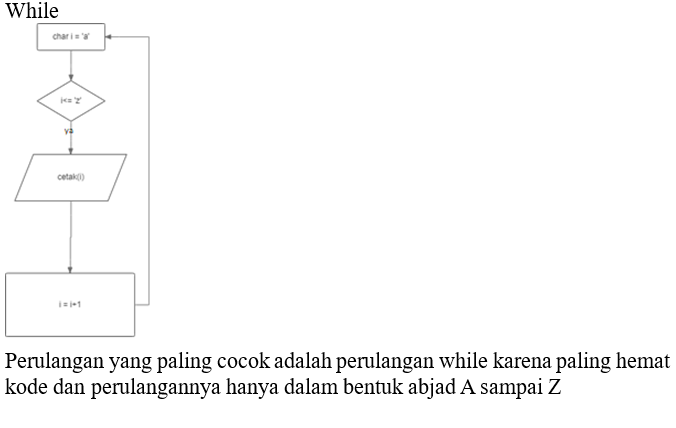 While
char i = 'a'
i<= 'z'
ya
cetak(i)
i = i+1
Perulangan yang paling cocok adalah perulangan while karena paling hemat
kode dan perulangannya hanya dalam bentuk abjad A sampai Z